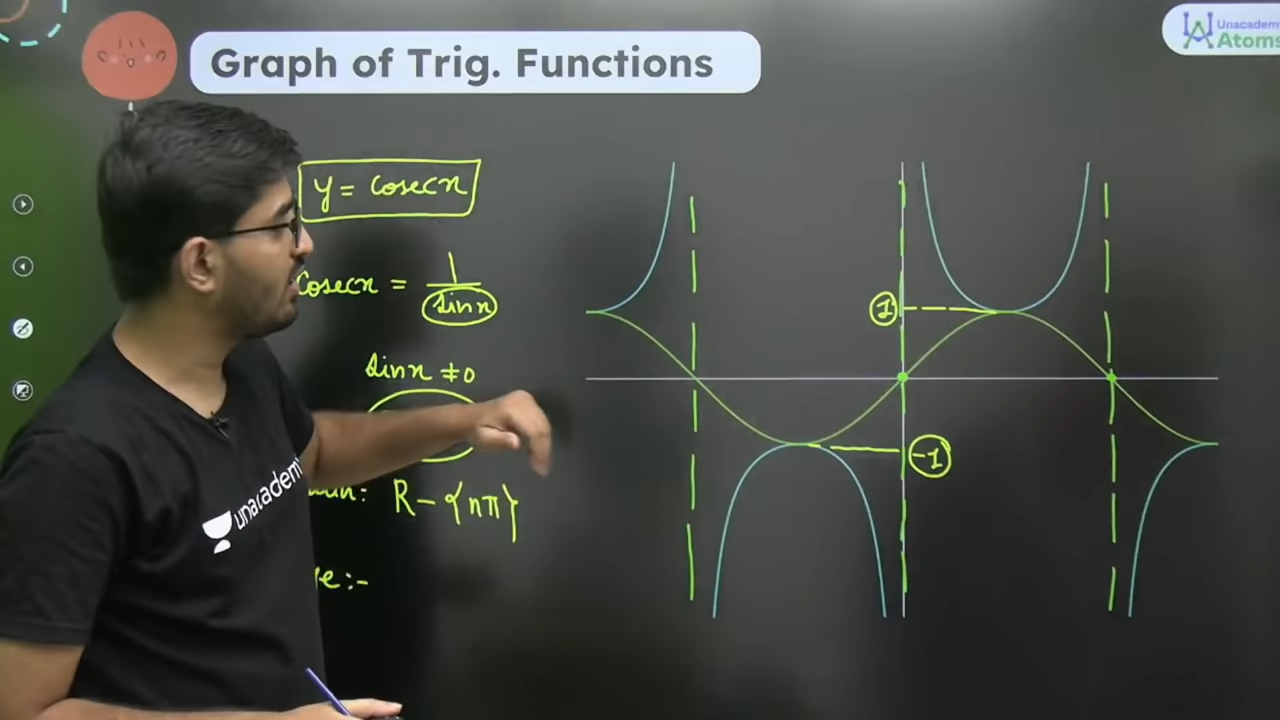 Graph of Trig. Functions
Unacademy
Atoms
y = cosecx
cosecx = 1/sinx
sinx ≠ 0
R - {nπ}
1
-1
unacademy